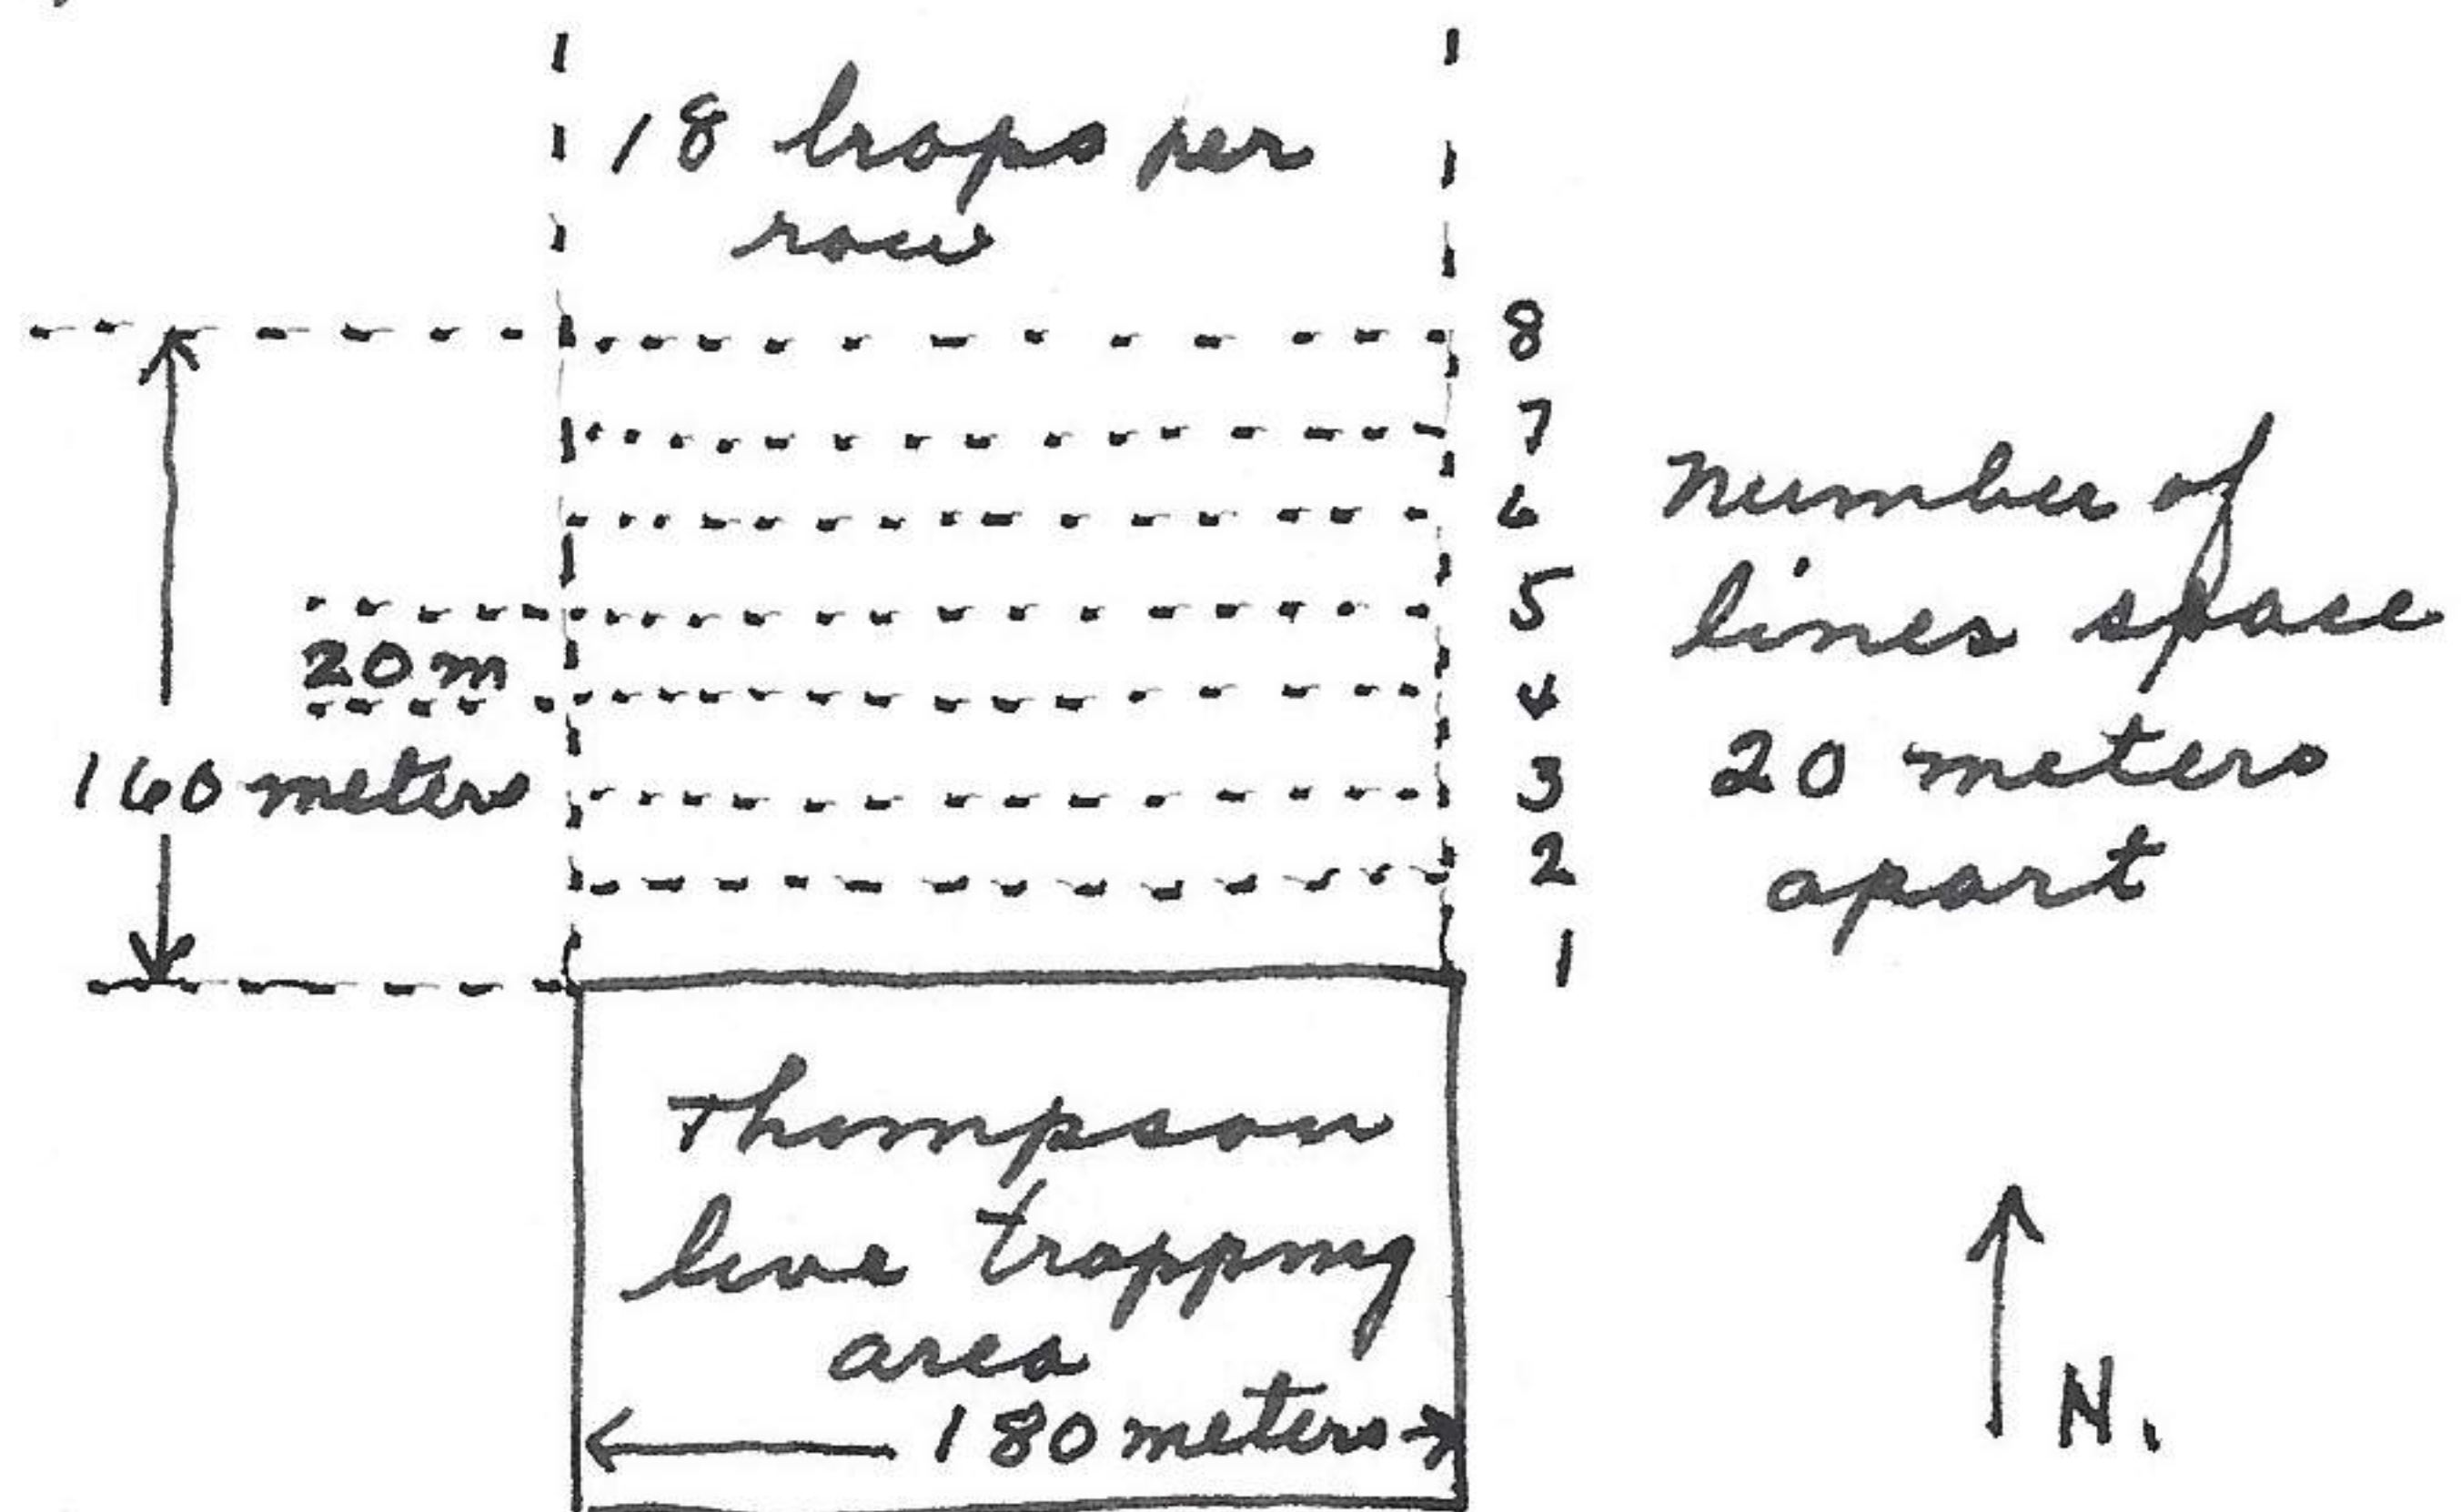 18 traps per
row
8
7
6
5
4
3
2
1
20 m
160 meters
Number of
lines space
20 meters
apart
Thompson
live trapping
area
180 meters
N.